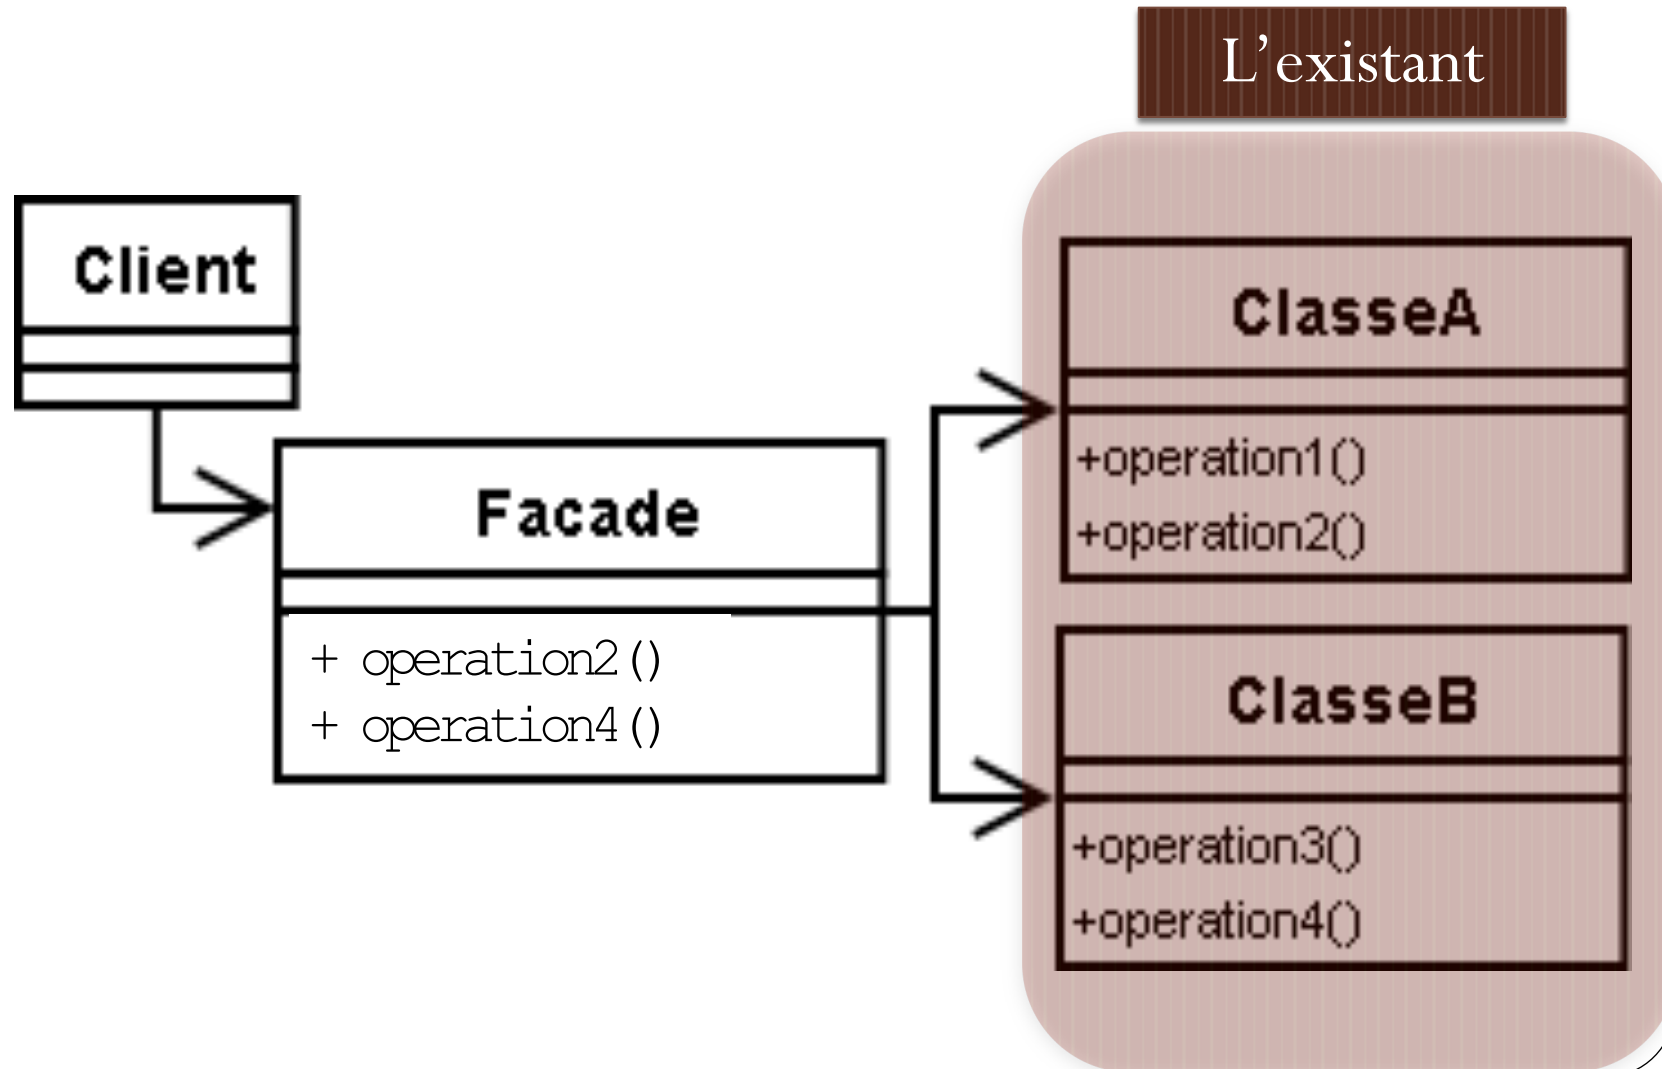 L'existant
Client
Facade
+ operation2()
+ operation4()
ClasseA
+operation1()
+operation2()
ClasseB
+operation3()
+operation4()